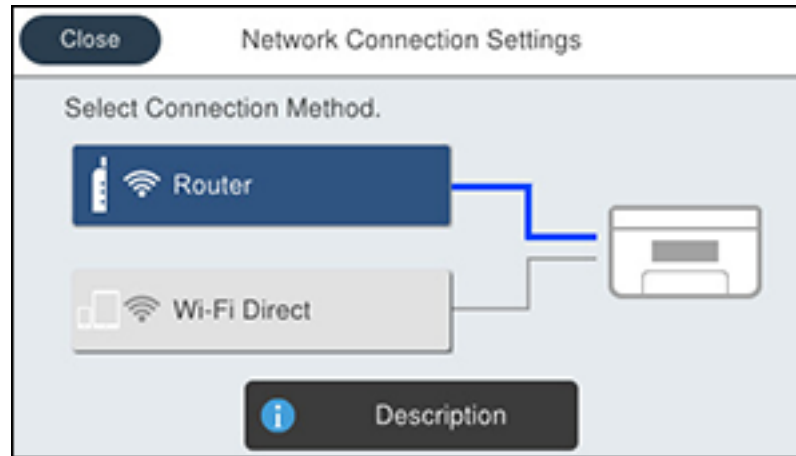 Close
Network Connection Settings
Select Connection Method.
Router
Wi-Fi Direct
Description